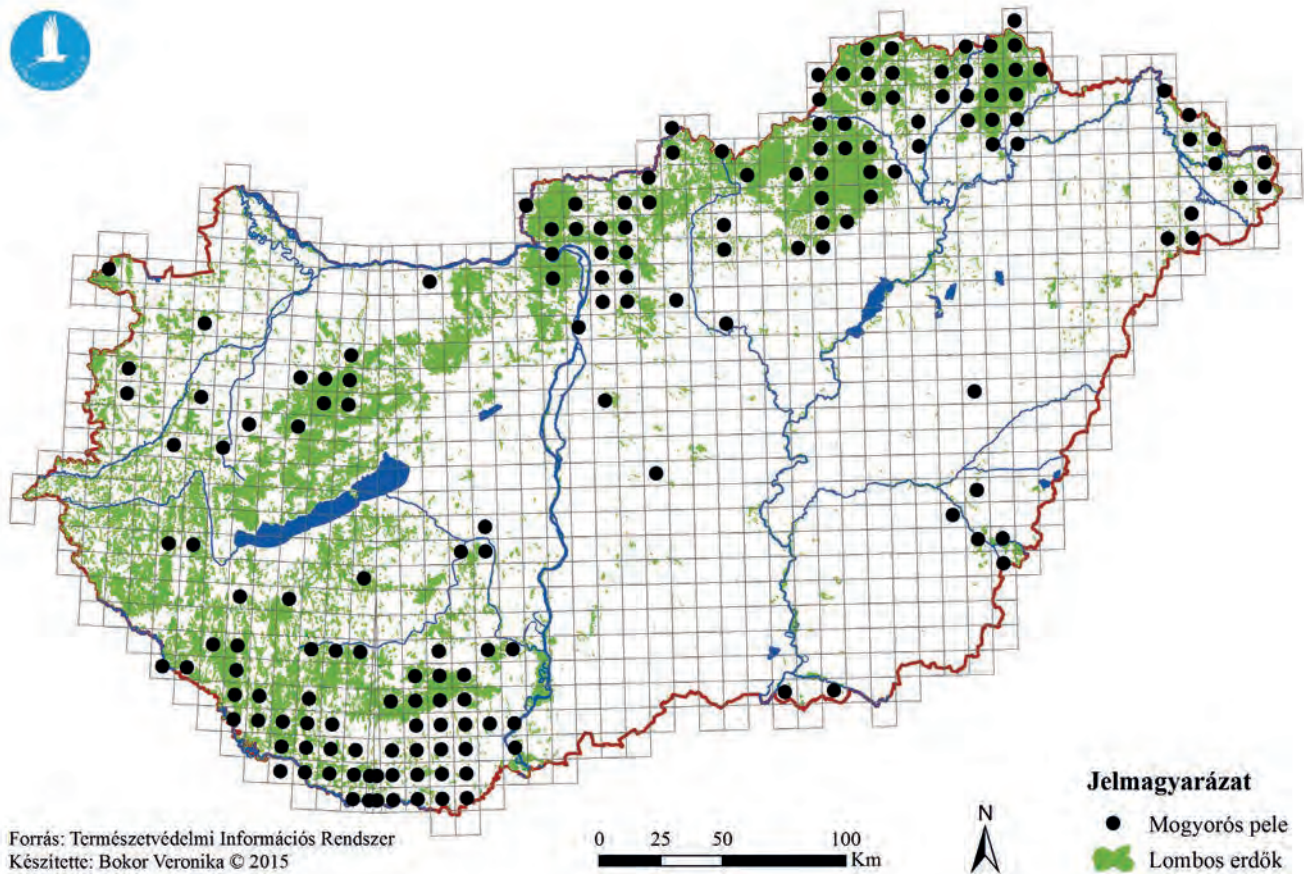 Forrás: Természetvédelmi Információs Rendszer
Készítette: Bokor Veronika © 2015
0 25 50 100
Km
N
Jelmagyarázat
Mogyorós pele
Lombos erdők